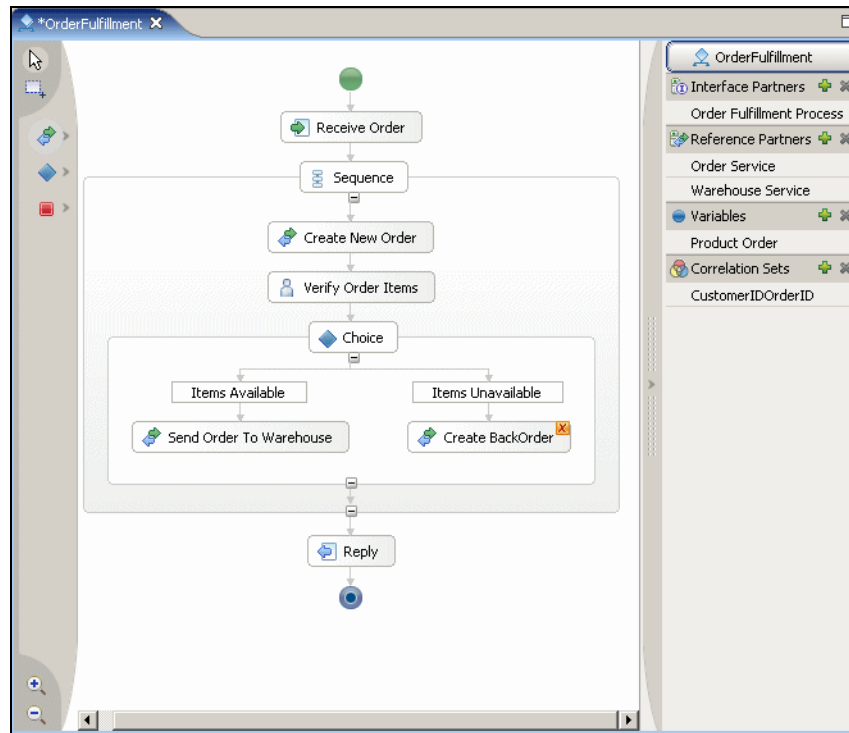 *OrderFulfillment
Receive Order
Sequence
Create New Order
Verify Order Items
Choice
Items Available
Items Unavailable
Send Order To Warehouse
Create BackOrder
Reply
OrderFulfillment
Interface Partners
Order Fulfillment Process
Reference Partners
Order Service
Warehouse Service
Variables
Product Order
Correlation Sets
CustomerIDOrderID